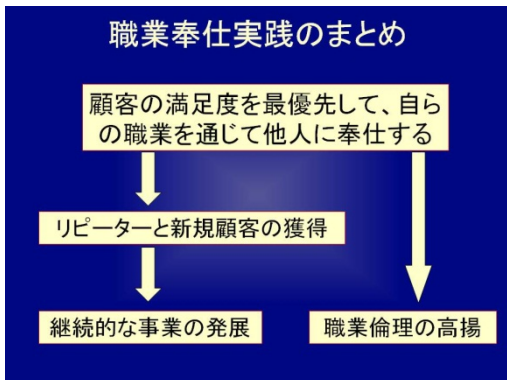 職業奉仕実践のまとめ
顧客の満足度を最優先して、自ら
の職業を通じて他人に奉仕する
リピーターと新規顧客の獲得
継続的な事業の発展
職業倫理の高揚